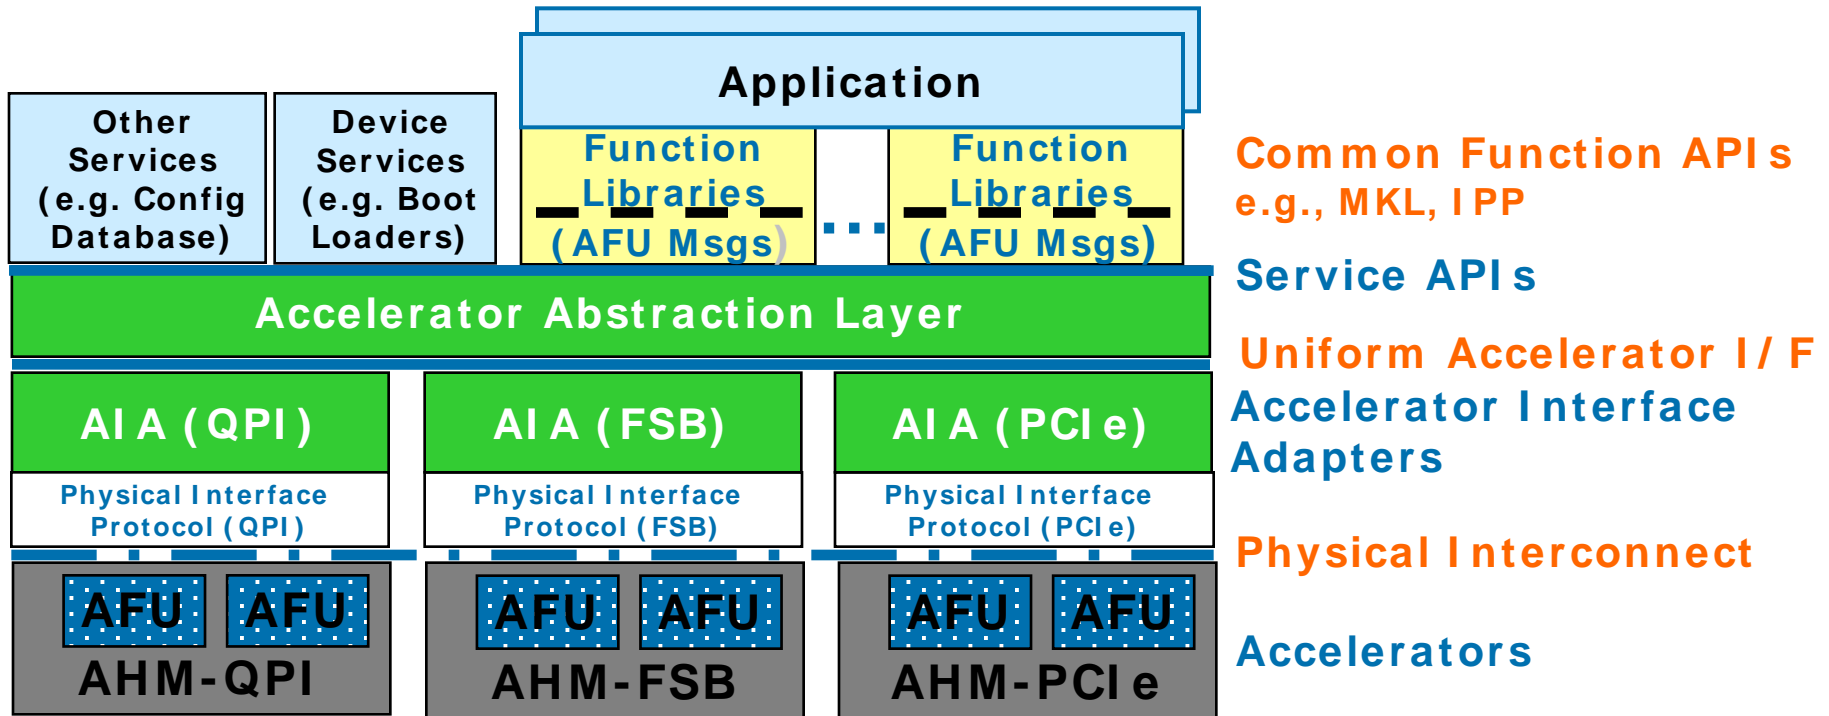 Application
Other
Services
(e.g. Config
Database)
Device
Services
(e.g. Boot
Loaders)
Function
Libraries
(AFU Msgs)
...
Function
Libraries
(AFU Msgs)
Common Function APIs
e.g., MKL, IPP
Service APIs
Accelerator Abstraction Layer
Uniform Accelerator I/F
AIA (QPI)
AIA (FSB)
AIA (PCIe)
Accelerator Interface
Adapters
Physical Interface
Protocol (QPI)
Physical Interface
Protocol (FSB)
Physical Interface
Protocol (PCIe)
Physical Interconnect
AFU AFU
AHM-QPI
AFU AFU
AHM-FSB
AFU AFU
AHM-PCIe
Accelerators